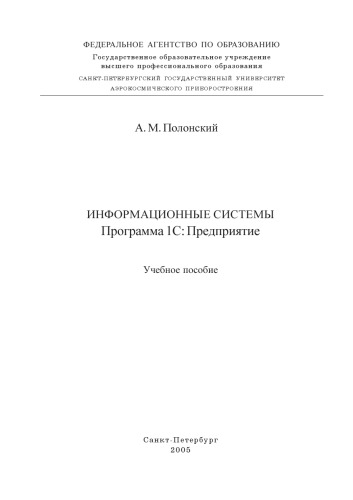 ФЕДЕРАЛЬНОЕ АГЕНТСТВО ПО ОБРАЗОВАНИЮ
Государственное образовательное учреждение
высшего профессионального образования
САНКТ-ПЕТЕРБУРГСКИЙ ГОСУДАРСТВЕННЫЙ УНИВЕРСИТЕТ
АЭРОКОСМИЧЕСКОГО ПРИБОРОСТРОЕНИЯ
А. М. Полонский
ИНФОРМАЦИОННЫЕ СИСТЕМЫ
Программа 1С: Предприятие
Учебное пособие
Санкт-Петербург
2005